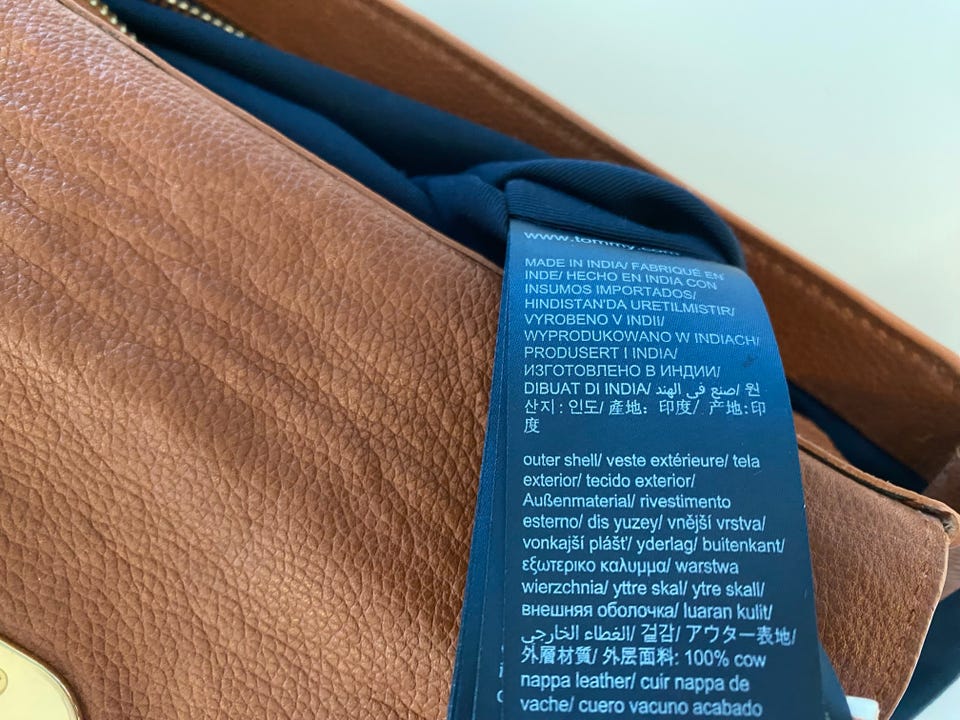 www.tommy.com
MADE IN INDIA/ FABRIQUÉ EN
INDE/ HECHO EN INDIA CON
INSUMOS IMPORTADOS/
HINDISTAN'DA URETILMISTIR/
VYROBENO V INDII/
WYPRODUKOWANO W INDIACH/
PRODUSERT I INDIA/
ИЗГОТОВЛЕНО В ИНДИИ/
DIBUAT DI INDIA/ صنع في الهند/ 원
산지 : 인도/ 產地: 印度/ 产地:印
度
outer shell/ veste extérieure/ tela
exterior/ tecido exterior/
Außenmaterial/ rivestimento
esterno/ dis yuzey/ vnější vrstva/
vonkajší plášť/ yderlag/ buitenkant/
εξωτερικο καλυμμα/ warstwa
wierzchnia/ yttre skal/ ytre skall/
внешняя оболочка/ luaran kulit/
الغطاء الخارجي/ 겉감/ アウター表地/
外層材質/ 外层面料: 100% cow
nappa leather/ cuir nappa de
vache/ cuero vacuno acabado